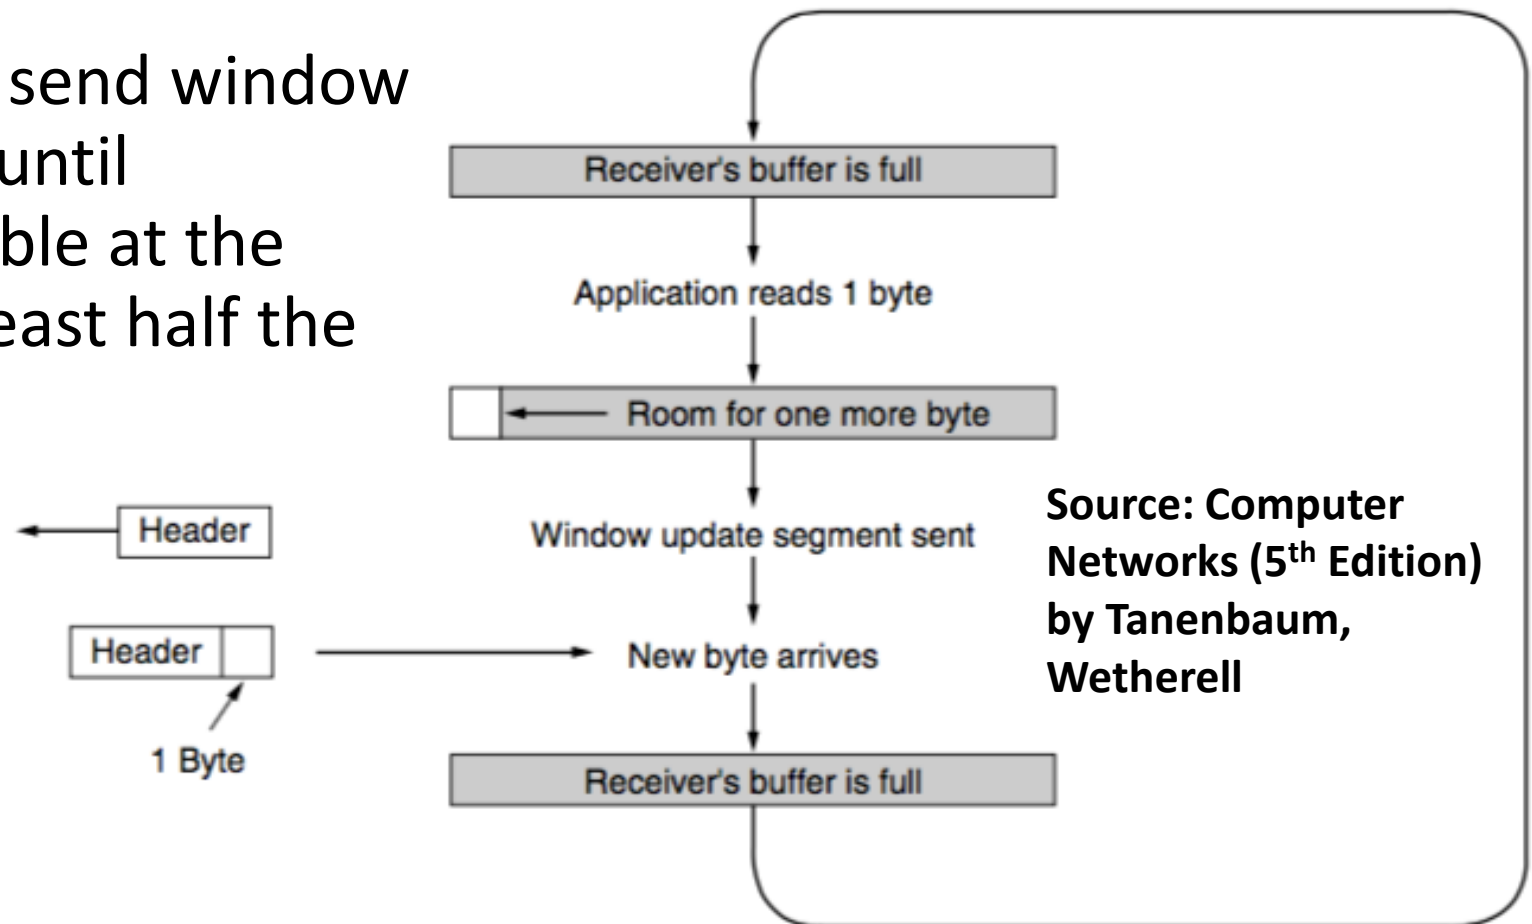 send window
until
ble at the
east half the
Receiver's buffer is full
Application reads 1 byte
Room for one more byte
Header
Window update segment sent
Header
New byte arrives
1 Byte
Receiver's buffer is full
Source: Computer
Networks (5th Edition)
by Tanenbaum,
Wetherell